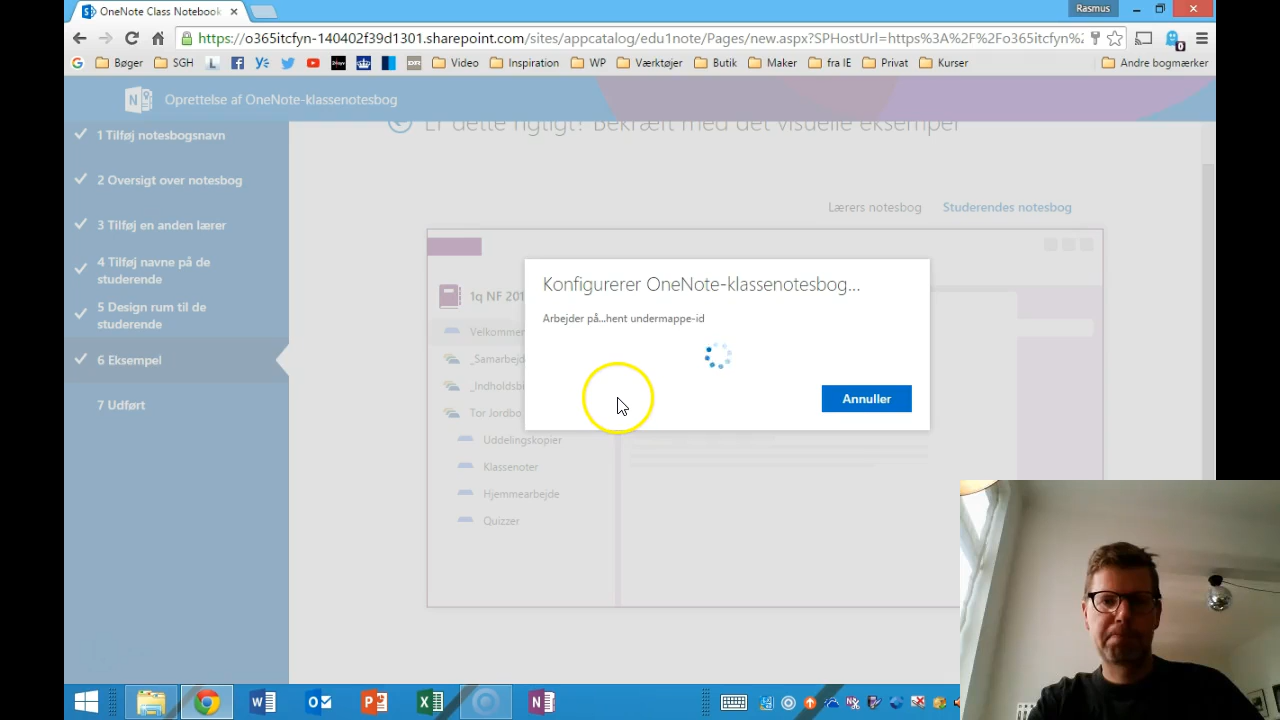 OneNote Class Notebook
Rasmus
https://o365itcfyn-140402f39d1301.sharepoint.com/sites/appcatalog/edu1note/Pages/new.aspx?SPHostUrl=https%3A%2F%2Fo365itcfyn%2
0
Bøger
SGH
Video
Inspiration
WP
Værktøjer
Butik
Maker
fra IE
Privat
Kurser
Andre bogmærker
Oprettelse af OneNote-klassenotesbog
Er dette rigtigt? Bekræft med det visuelle eksempel
1 Tilføj notesbogsnavn
2 Oversigt over notesbog
3 Tilføj en anden lærer
4 Tilføj navne på de
studerende
5 Design rum til de
studerende
6 Eksempel
7 Udført
Lærers notesbog
Studerendes notesbog
1q NF 201
Velkommen
_Samarbejd
_Indholdsbi
Tor Jordbo
Uddelingskopier
Klassenoter
Hjemmearbejde
Quizzer
Konfigurerer OneNote-klassenotesbog...
Arbejder på...hent undermappe-id
Annuller